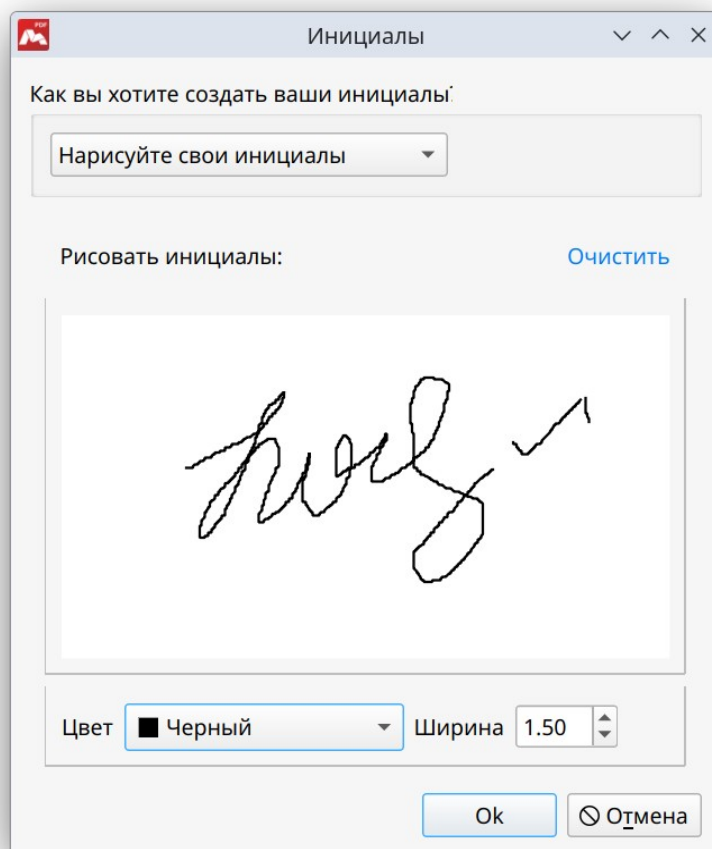 PDF
Инициалы
Как вы хотите создать ваши инициалы?
Нарисуйте свои инициалы
Рисовать инициалы:
Очистить
Цвет
Черный
Ширина
1.50
Ok
Отмена